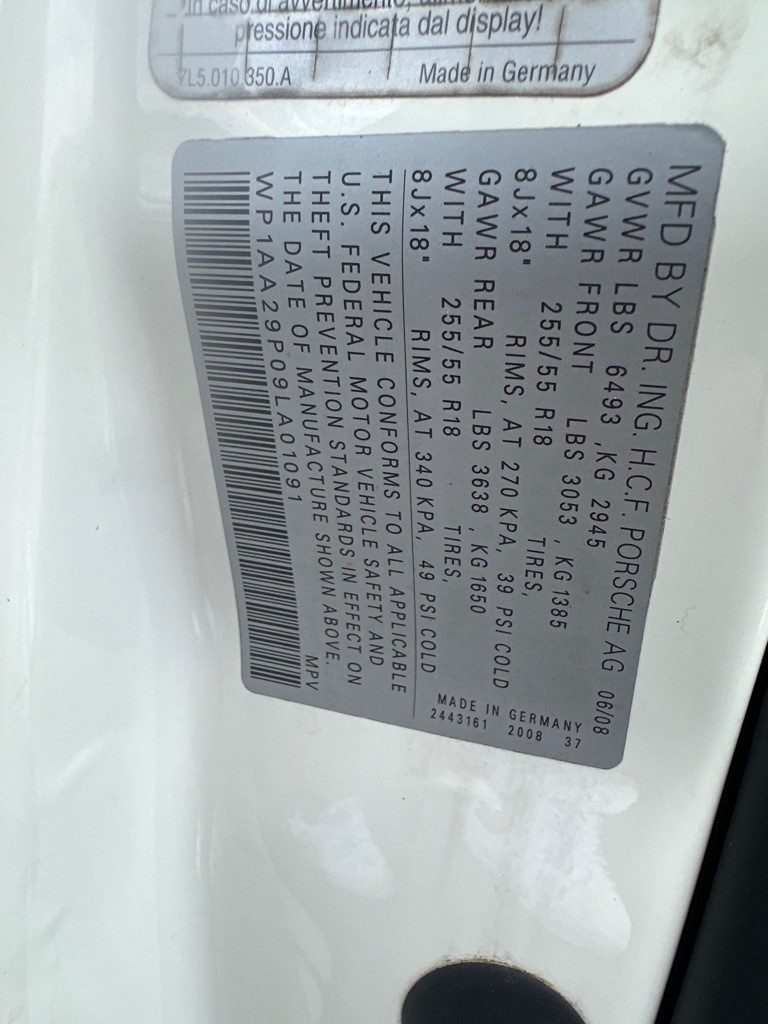 in caso di avvenimento,
pressione indicata dal display!
7L5.010.350.A Made in Germany
MFD BY DR. ING. H.C.F. PORSCHE AG 06/08
GVWR LBS 6493 ,KG 2945
GAWR FRONT LBS 3053 , KG 1385
WITH 255/55 R18 TIRES,
8Jx18" RIMS, AT 270 KPA, 39 PSI COLD
GAWR REAR LBS 3638 , KG 1650
WITH 255/55 R18 TIRES,
8Jx18" RIMS, AT 340 KPA, 49 PSI COLD
MADE IN GERMANY
2443161 2008 37
THIS VEHICLE CONFORMS TO ALL APPLICABLE
U.S. FEDERAL MOTOR VEHICLE SAFETY AND
THEFT PREVENTION STANDARDS IN EFFECT ON
THE DATE OF MANUFACTURE SHOWN ABOVE.
WP1AA29P09LA01091 MPV